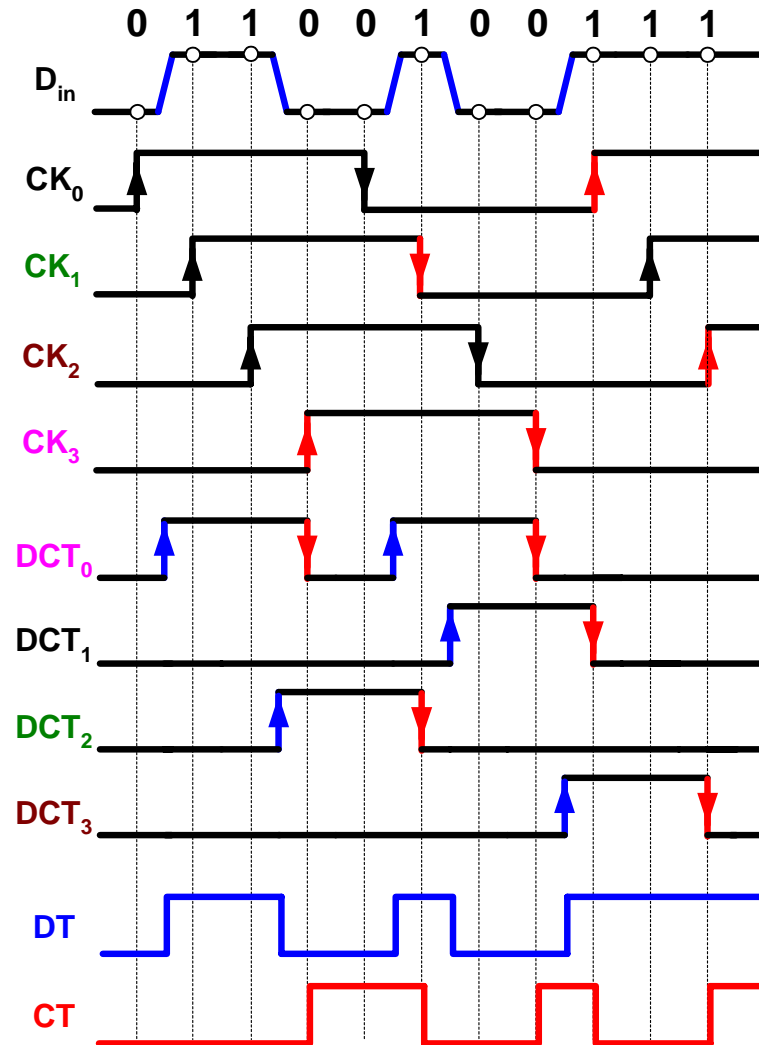 0 1 1 0 0 1 0 0 1 1 1
D_in
CK_0
CK_1
CK_2
CK_3
DCT_0
DCT_1
DCT_2
DCT_3
DT
CT